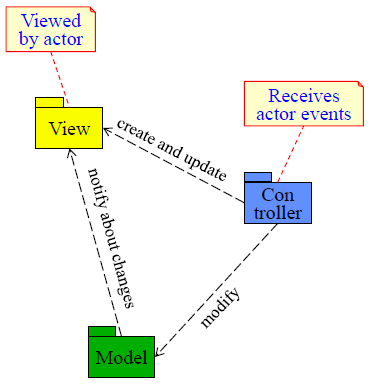 Viewed
by actor
View
create and update
Receives
actor events
Con
troller
notify about changes
modify
Model